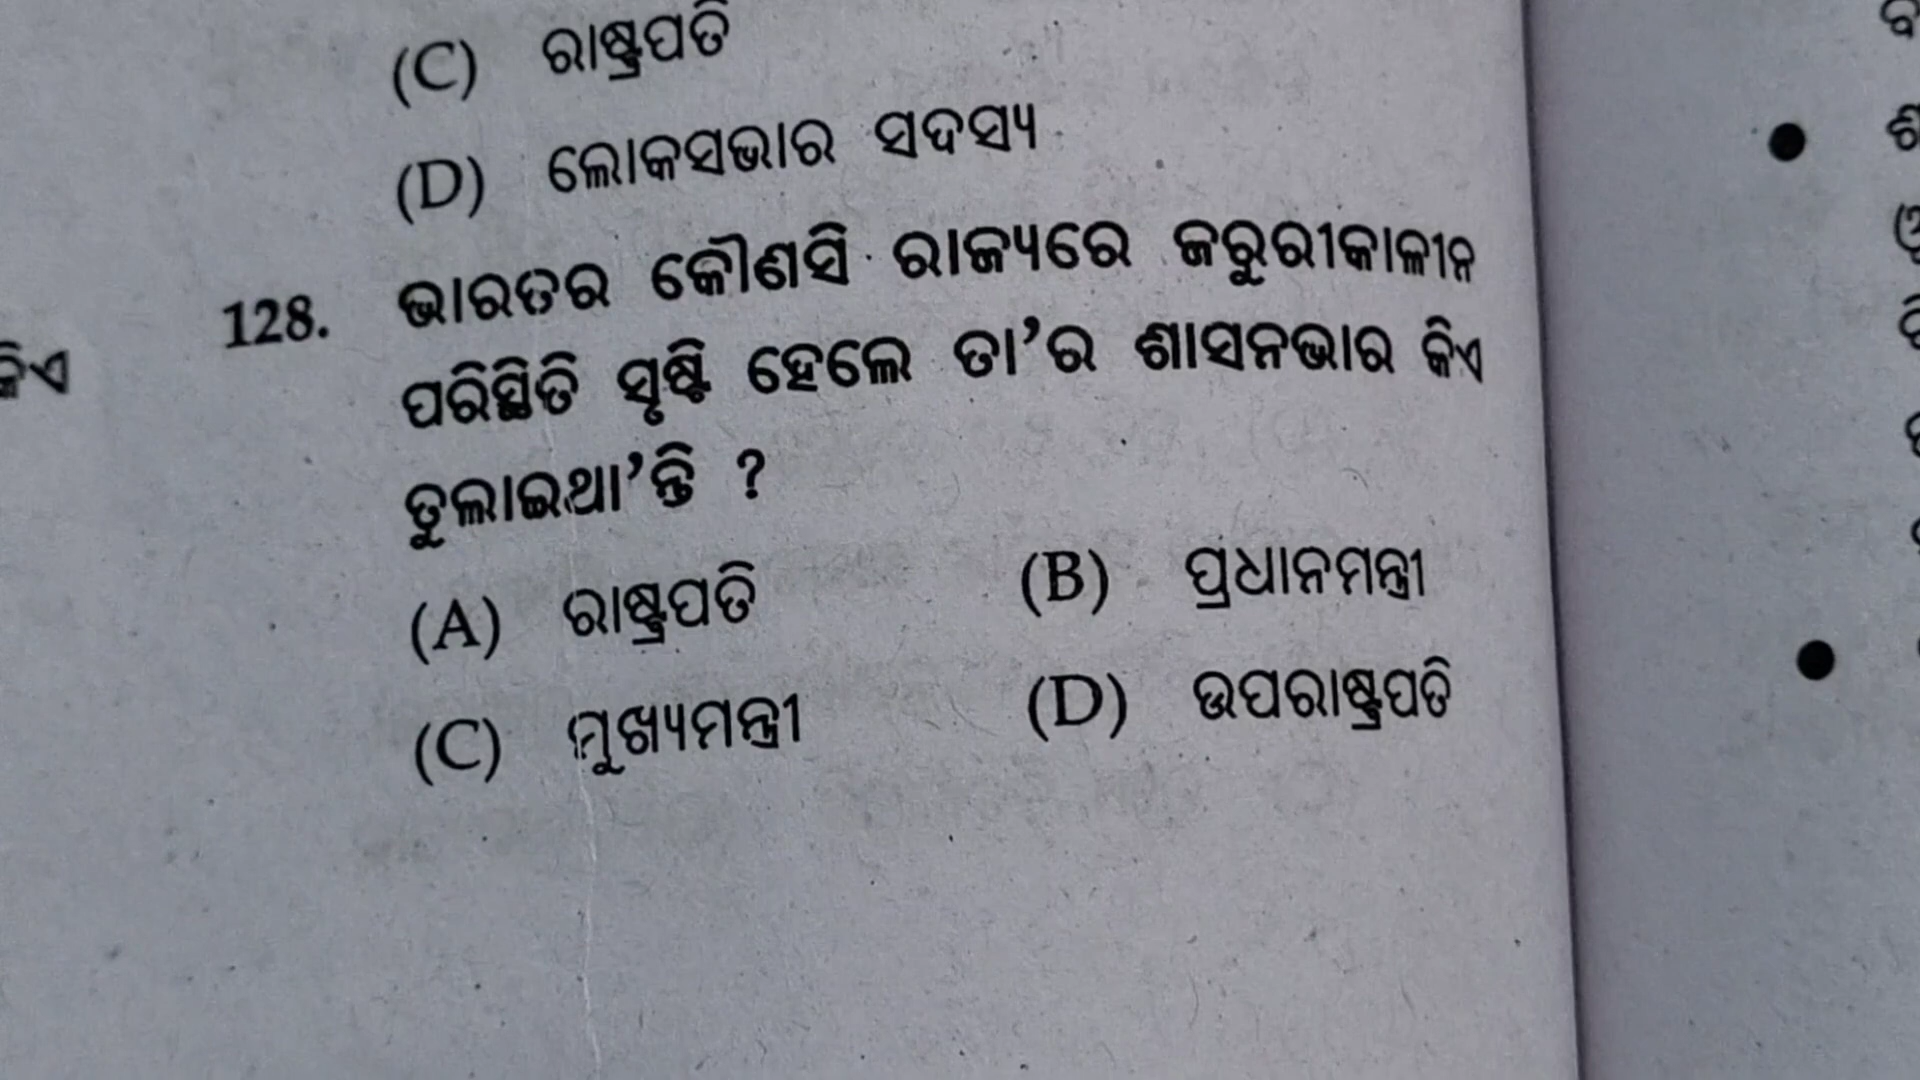 (C) ରାଷ୍ଟ୍ରପତି
(D) ଲୋକସଭାର ସଦସ୍ୟ
128. ଭାରତର କୌଣସି ରାଜ୍ୟରେ ଜରୁରୀକାଳୀନ
ପରିସ୍ଥିତି ସୃଷ୍ଟି ହେଲେ ତା'ର ଶାସନଭାର କିଏ
ତୁଲାଇଥା'ନ୍ତି ?
(A) ରାଷ୍ଟ୍ରପତି (B) ପ୍ରଧାନମନ୍ତ୍ରୀ
(C) ମୁଖ୍ୟମନ୍ତ୍ରୀ (D) ଉପରାଷ୍ଟ୍ରପତି